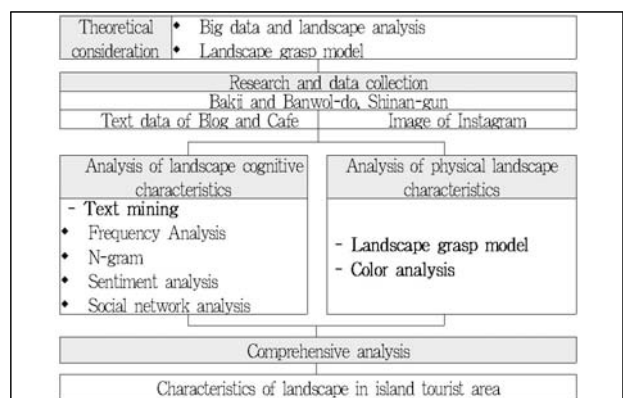 Theoretical consideration
◆ Big data and landscape analysis
◆ Landscape grasp model
Research and data collection
Bakji and Banwol-do, Shinan-gun
Text data of Blog and Cafe
Image of Instagram
Analysis of landscape cognitive
characteristics
- Text mining
◆ Frequency Analysis
◆ N-gram
◆ Sentiment analysis
◆ Social network analysis
Analysis of physical landscape
characteristics
- Landscape grasp model
- Color analysis
Comprehensive analysis
Characteristics of landscape in island tourist area